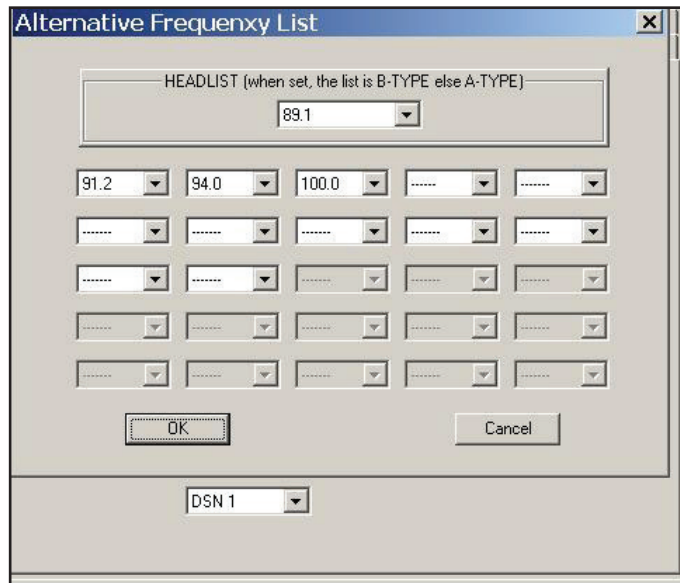 Alternative Frequenxy List
HEADLIST (when set, the list is B-TYPE else A-TYPE)
89.1
91.2 94.0 100.0 ------ -------
------- ------- ------- ------- -------
------- ------- ------- ------- -------
------- ------- ------- ------- -------
------- ------- ------- ------- -------
OK Cancel
DSN 1